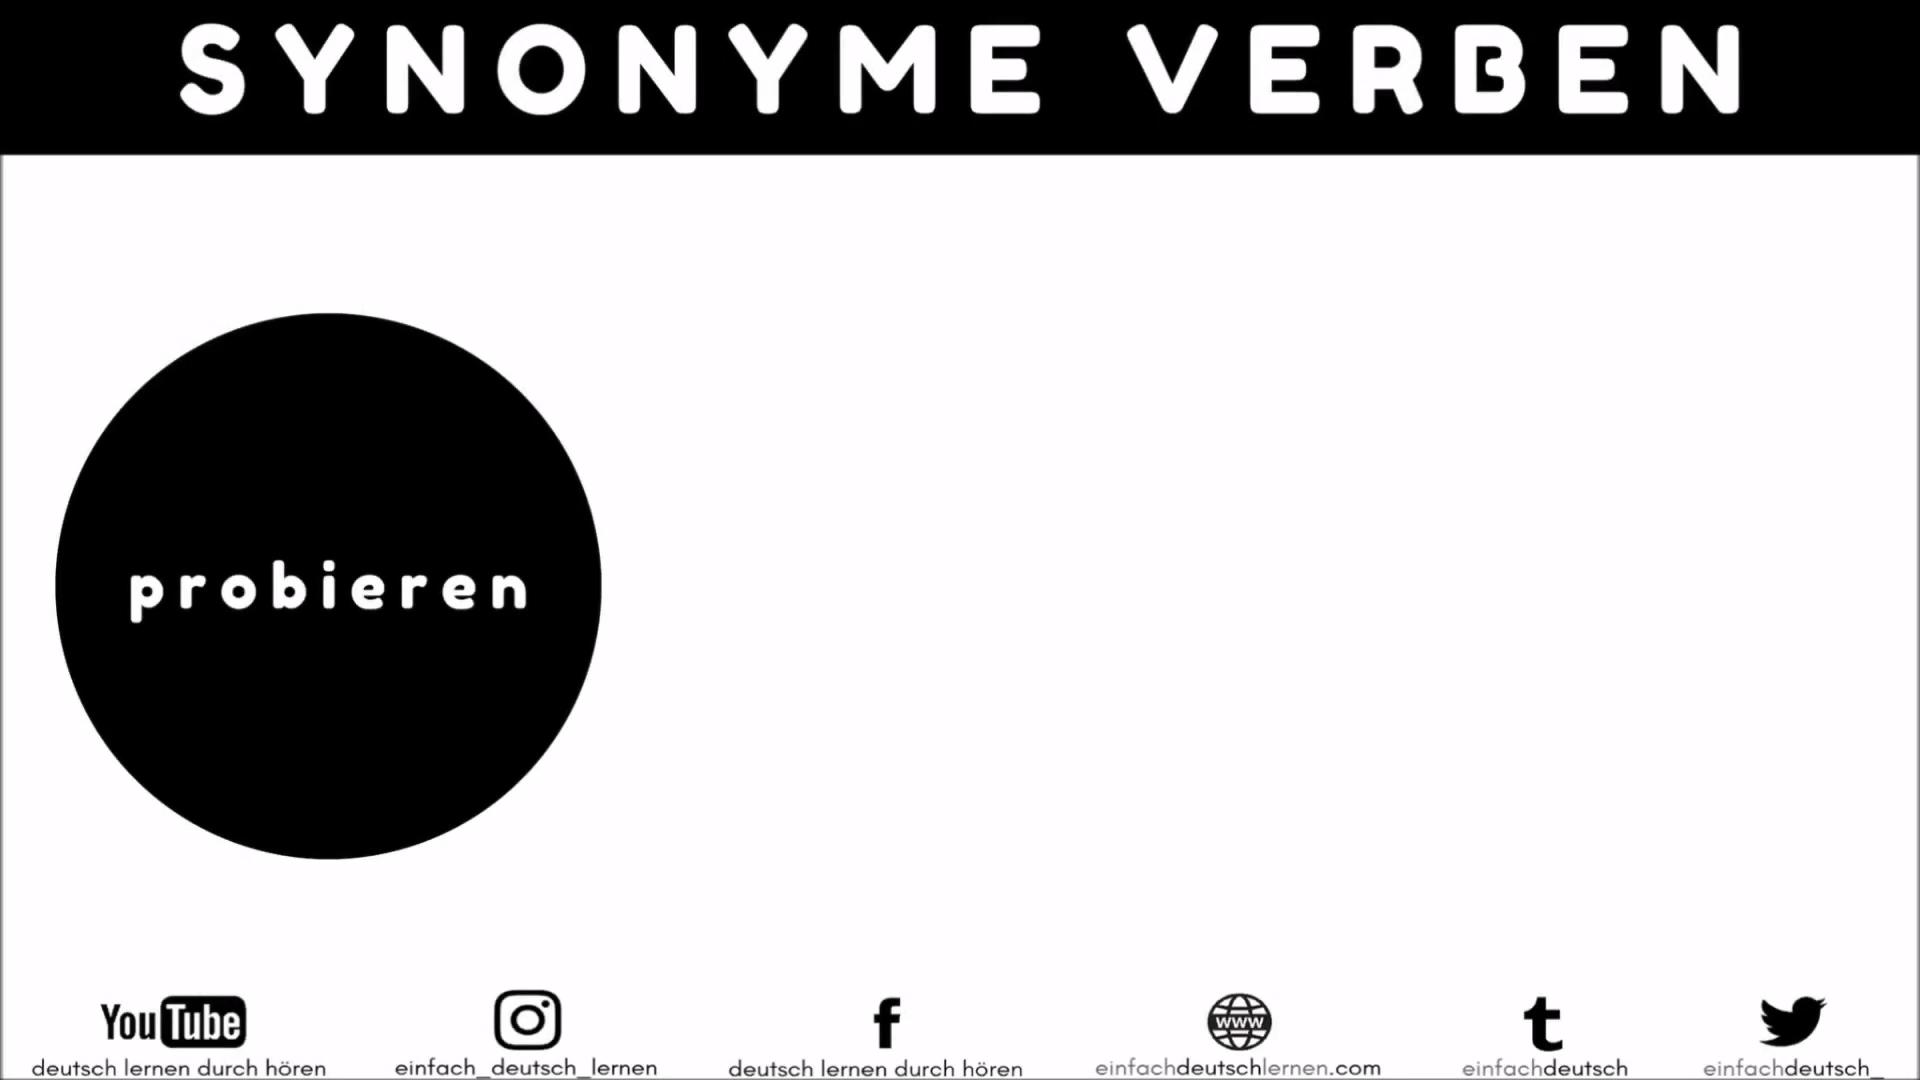 SYNONYME VERBEN
probieren
YouTube
deutsch lernen durch hören
einfach_deutsch_lernen
f
deutsch lernen durch hören
www
einfachdeutschlernen.com
t
einfachdeutsch
einfachdeutsch_